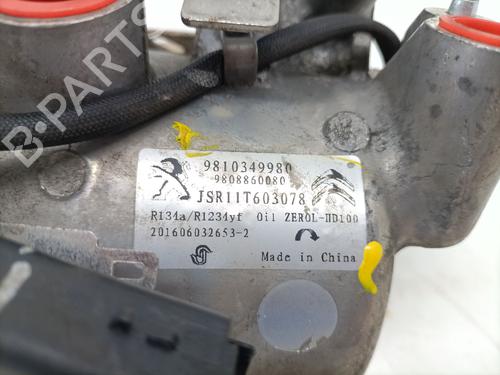 B-PARTS
9810349980
9808860080
JSR11T603078
R134a/R1234yf Oil ZEROL-HD100
201606032653-2
Made in China